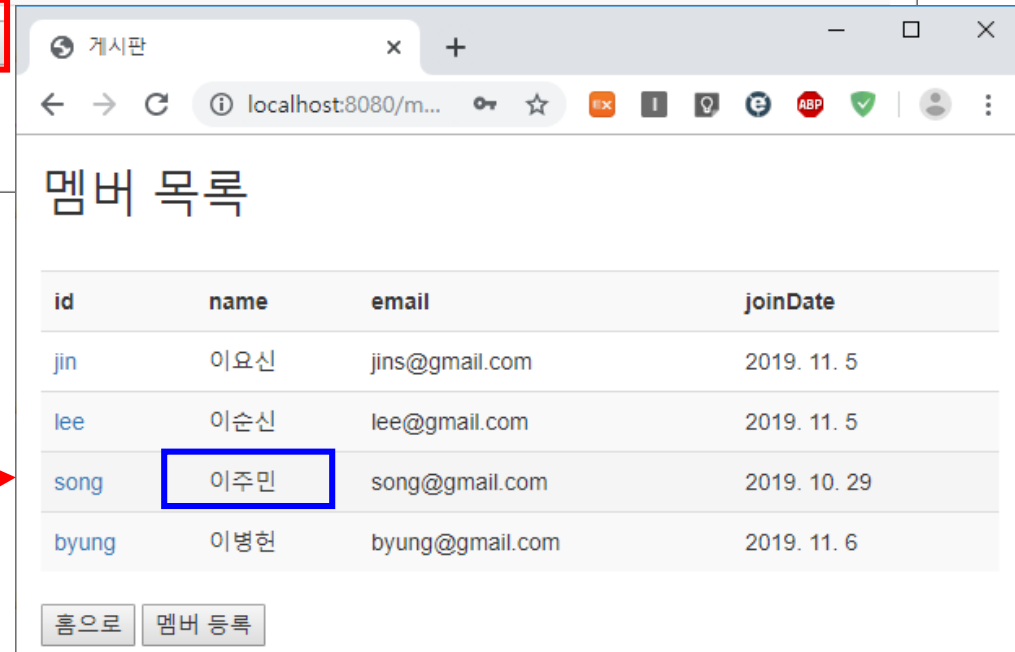 게시판
localhost:8080/m...
ABP
멤버 목록
id name email joinDate
jin 이요신 jins@gmail.com 2019. 11. 5
lee 이순신 lee@gmail.com 2019. 11. 5
song 이주민 song@gmail.com 2019. 10. 29
byung 이병헌 byung@gmail.com 2019. 11. 6
홈으로 멤버 등록